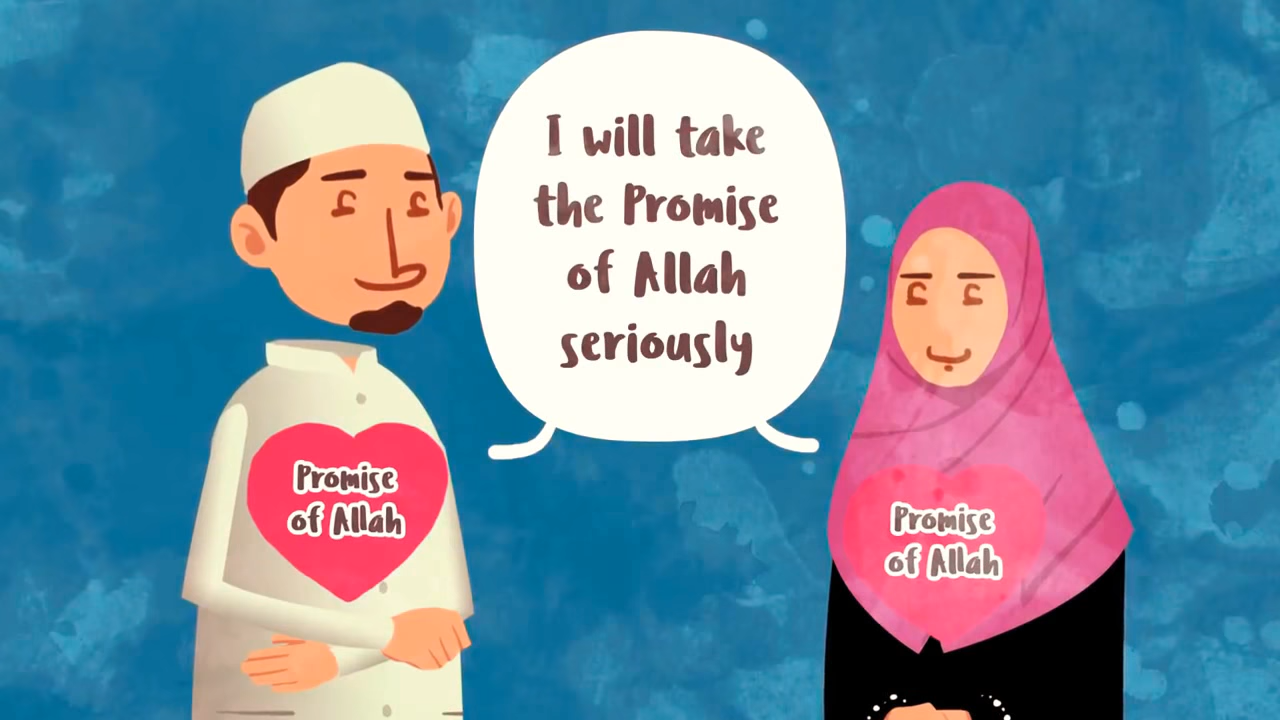 I will take
the Promise
of Allah
seriously
Promise
of Allah
Promise
of Allah